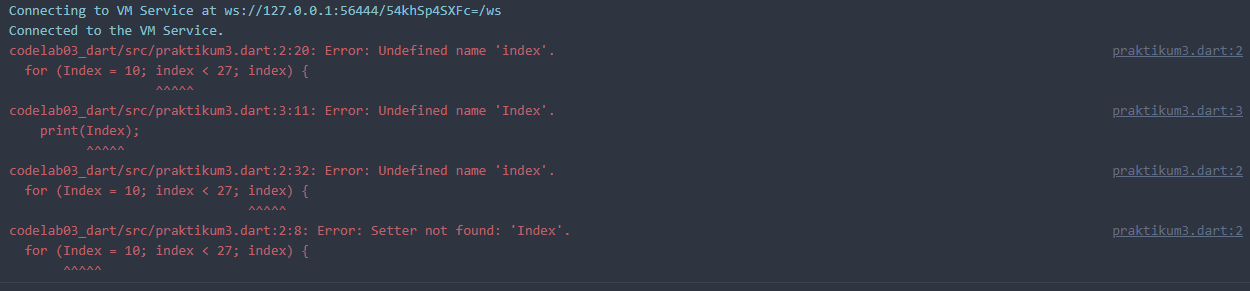 Connecting to VM Service at ws://127.0.0.1:56444/54khSp4SXFc=/ws
Connected to the VM Service.
codelab03_dart/src/praktikum3.dart:2:20: Error: Undefined name 'index'. praktikum3.dart:2
  for (Index = 10; index < 27; index) {
                   ^^^^^
codelab03_dart/src/praktikum3.dart:3:11: Error: Undefined name 'Index'. praktikum3.dart:3
    print(Index);
          ^^^^^
codelab03_dart/src/praktikum3.dart:2:32: Error: Undefined name 'index'. praktikum3.dart:2
  for (Index = 10; index < 27; index) {
                               ^^^^^
codelab03_dart/src/praktikum3.dart:2:8: Error: Setter not found: 'Index'. praktikum3.dart:2
  for (Index = 10; index < 27; index) {
       ^^^^^